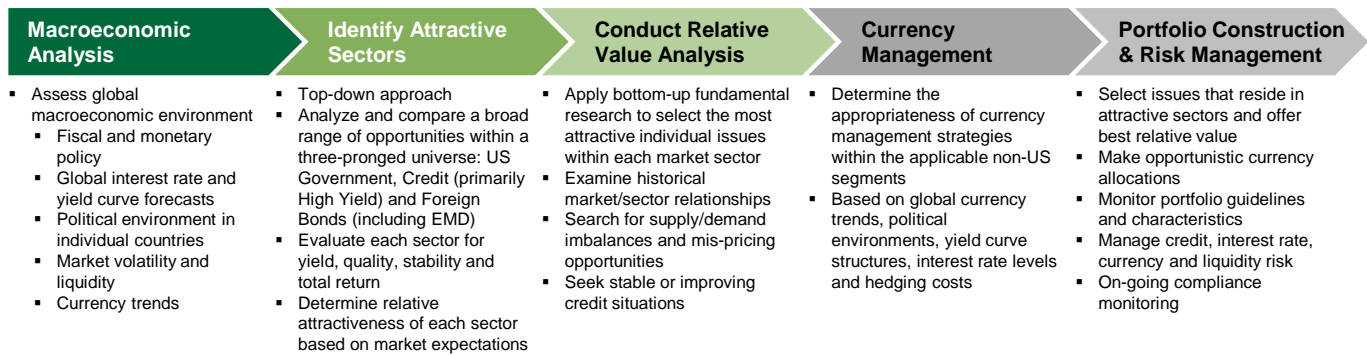 Macroeconomic
Analysis
Identify Attractive
Sectors
Conduct Relative
Value Analysis
Currency
Management
Portfolio Construction
& Risk Management
▪ Assess global
macroeconomic environment
▪ Fiscal and monetary
policy
▪ Global interest rate and
yield curve forecasts
▪ Political environment in
individual countries
▪ Market volatility and
liquidity
▪ Currency trends
▪ Top-down approach
▪ Analyze and compare a broad
range of opportunities within a
three-pronged universe: US
Government, Credit (primarily
High Yield) and Foreign
Bonds (including EMD)
▪ Evaluate each sector for
yield, quality, stability and
total return
▪ Determine relative
attractiveness of each sector
based on market expectations
▪ Apply bottom-up fundamental
research to select the most
attractive individual issues
within each market sector
▪ Examine historical
market/sector relationships
▪ Search for supply/demand
imbalances and mis-pricing
opportunities
▪ Seek stable or improving
credit situations
▪ Determine the
appropriateness of currency
management strategies
within the applicable non-US
segments
▪ Based on global currency
trends, political
environments, yield curve
structures, interest rate levels
and hedging costs
▪ Select issues that reside in
attractive sectors and offer
best relative value
▪ Make opportunistic currency
allocations
▪ Monitor portfolio guidelines
and characteristics
▪ Manage credit, interest rate,
currency and liquidity risk
▪ On-going compliance
monitoring